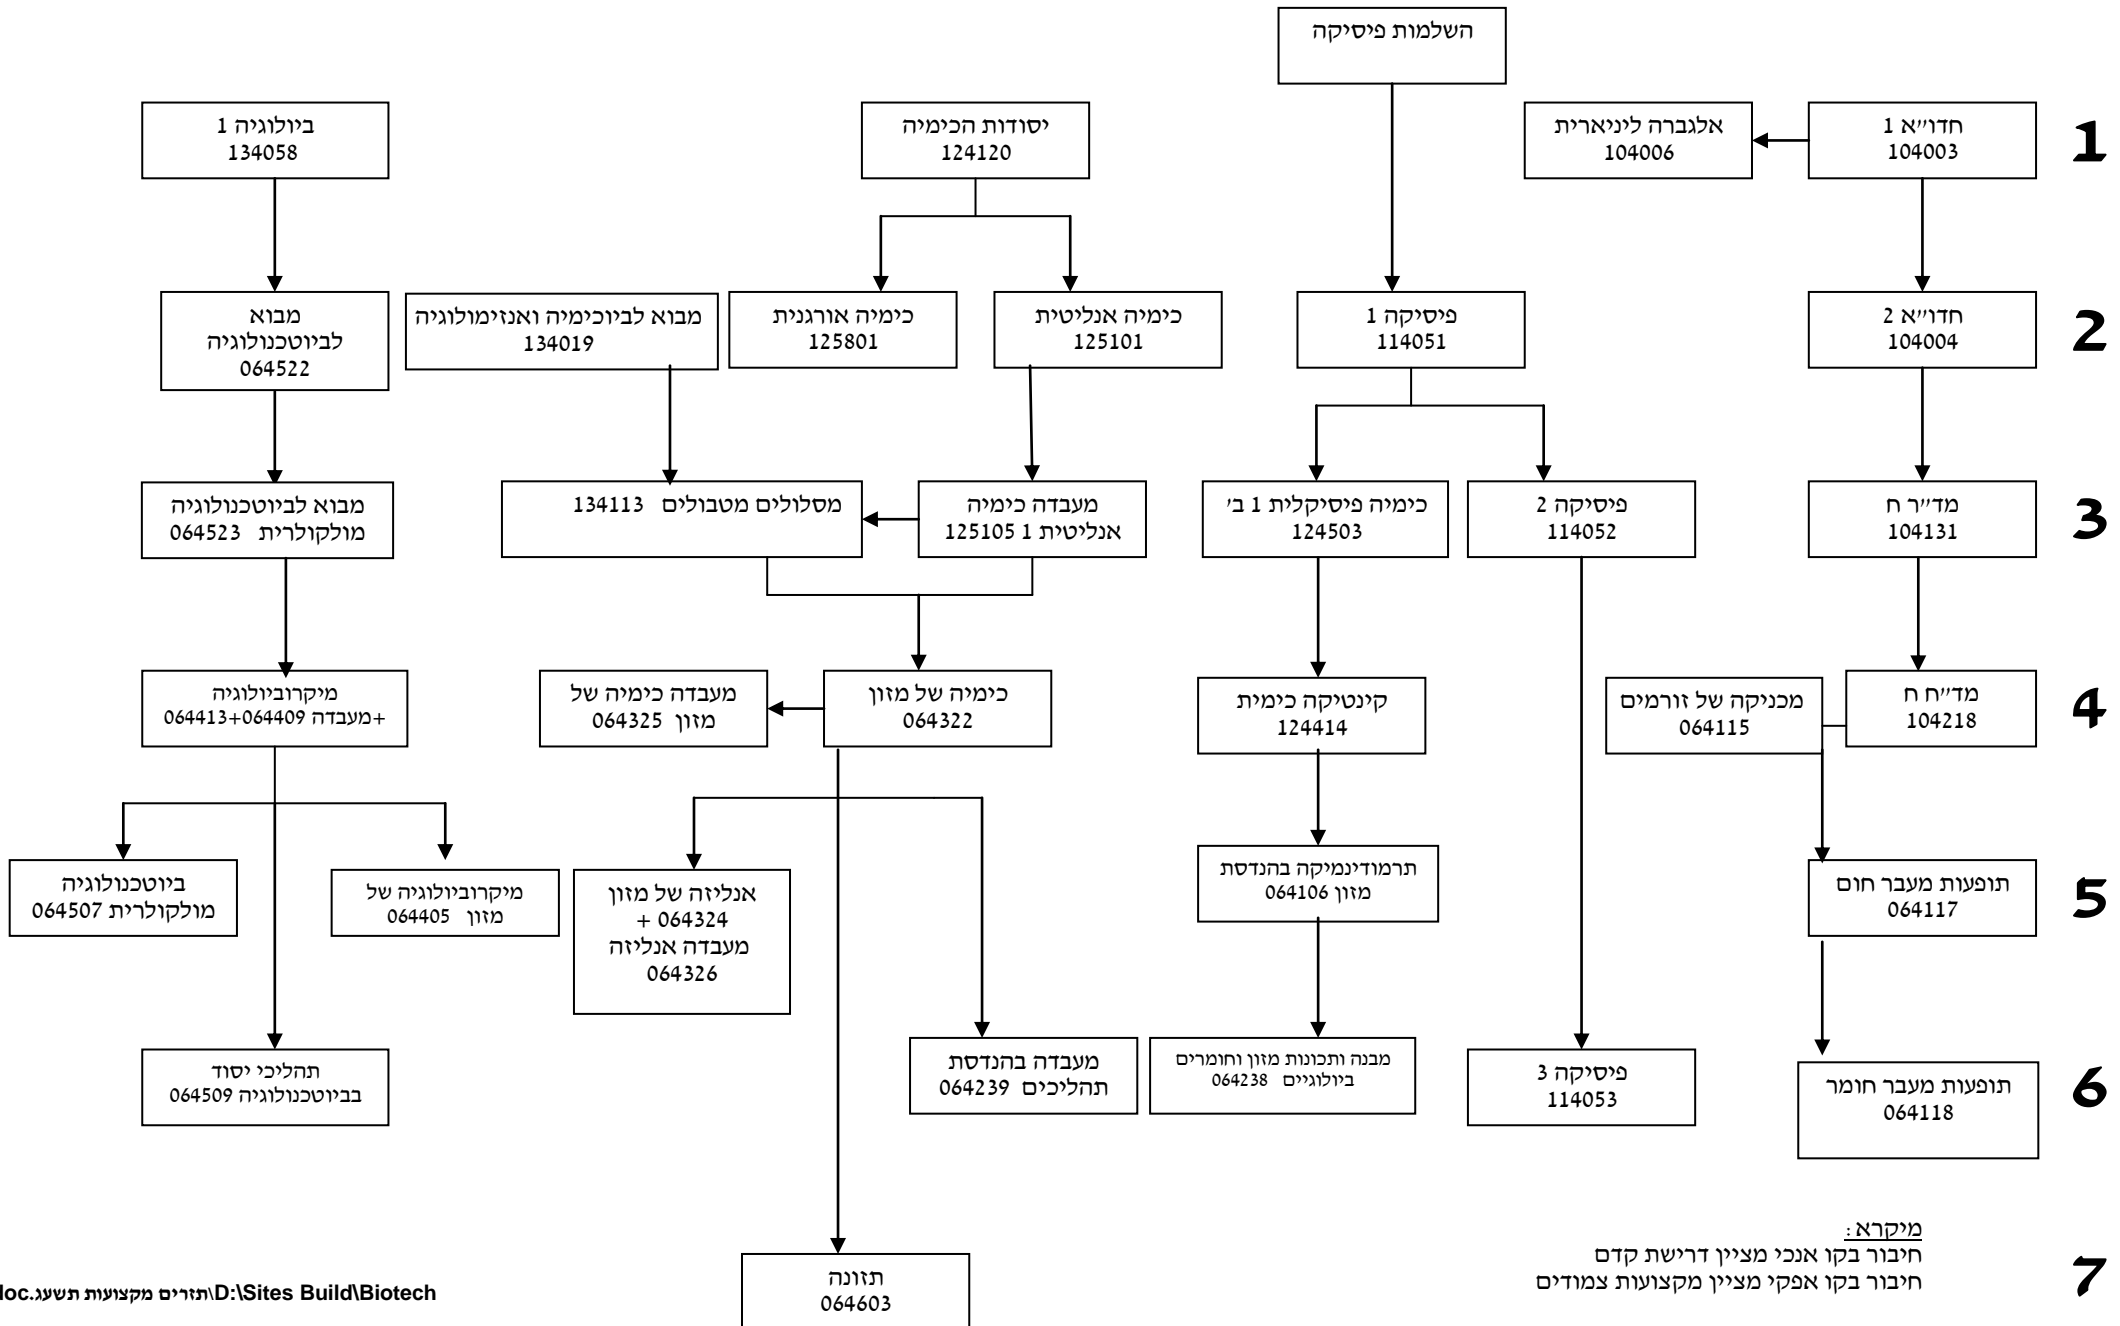 השלמות פיסיקה
חדו״א 1
104003
אלגברה ליניארית
104006
יסודות הכימיה
124120
ביולוגיה 1
134058
1
חדו״א 2
104004
פיסיקה 1
114051
כימיה אנליטית
125101
כימיה אורגנית
125801
מבוא לביוכימיה ואנזימולוגיה
134019
מבוא
לביוטכנולוגיה
064522
2
מד״ר ח
104131
פיסיקה 2
114052
כימיה פיסיקלית 1 ב׳
124503
מעבדה כימיה
אנליטית 1 125105
מסלולים מטבולים 134113
מבוא לביוטכנולוגיה
מולקולרית 064523
3
מד״ח ח
104218
מכניקה של זורמים
064115
קינטיקה כימית
124414
כימיה של מזון
064322
מעבדה כימיה של
מזון 064325
מיקרוביולוגיה
+מעבדה 064409+064413
4
תופעות מעבר חום
064117
תרמודינמיקה בהנדסת
מזון 064106
אנליזה של מזון
064324 +
מעבדה אנליזה
064326
מיקרוביולוגיה של
מזון 064405
ביוטכנולוגיה
מולקולרית 064507
5
תופעות מעבר חומר
064118
פיסיקה 3
114053
מבנה ותכונות מזון וחומרים
ביולוגיים 064238
מעבדה בהנדסת
תהליכים 064239
תהליכי יסוד
בביוטכנולוגיה 064509
6
מיקרא:
חיבור בקו אנכי מציין דרישת קדם
חיבור בקו אפקי מציין מקצועות צמודים
תזונה
064603
7
D:\Sites Build\Biotech\תזרים מקצועות תשעג.loc